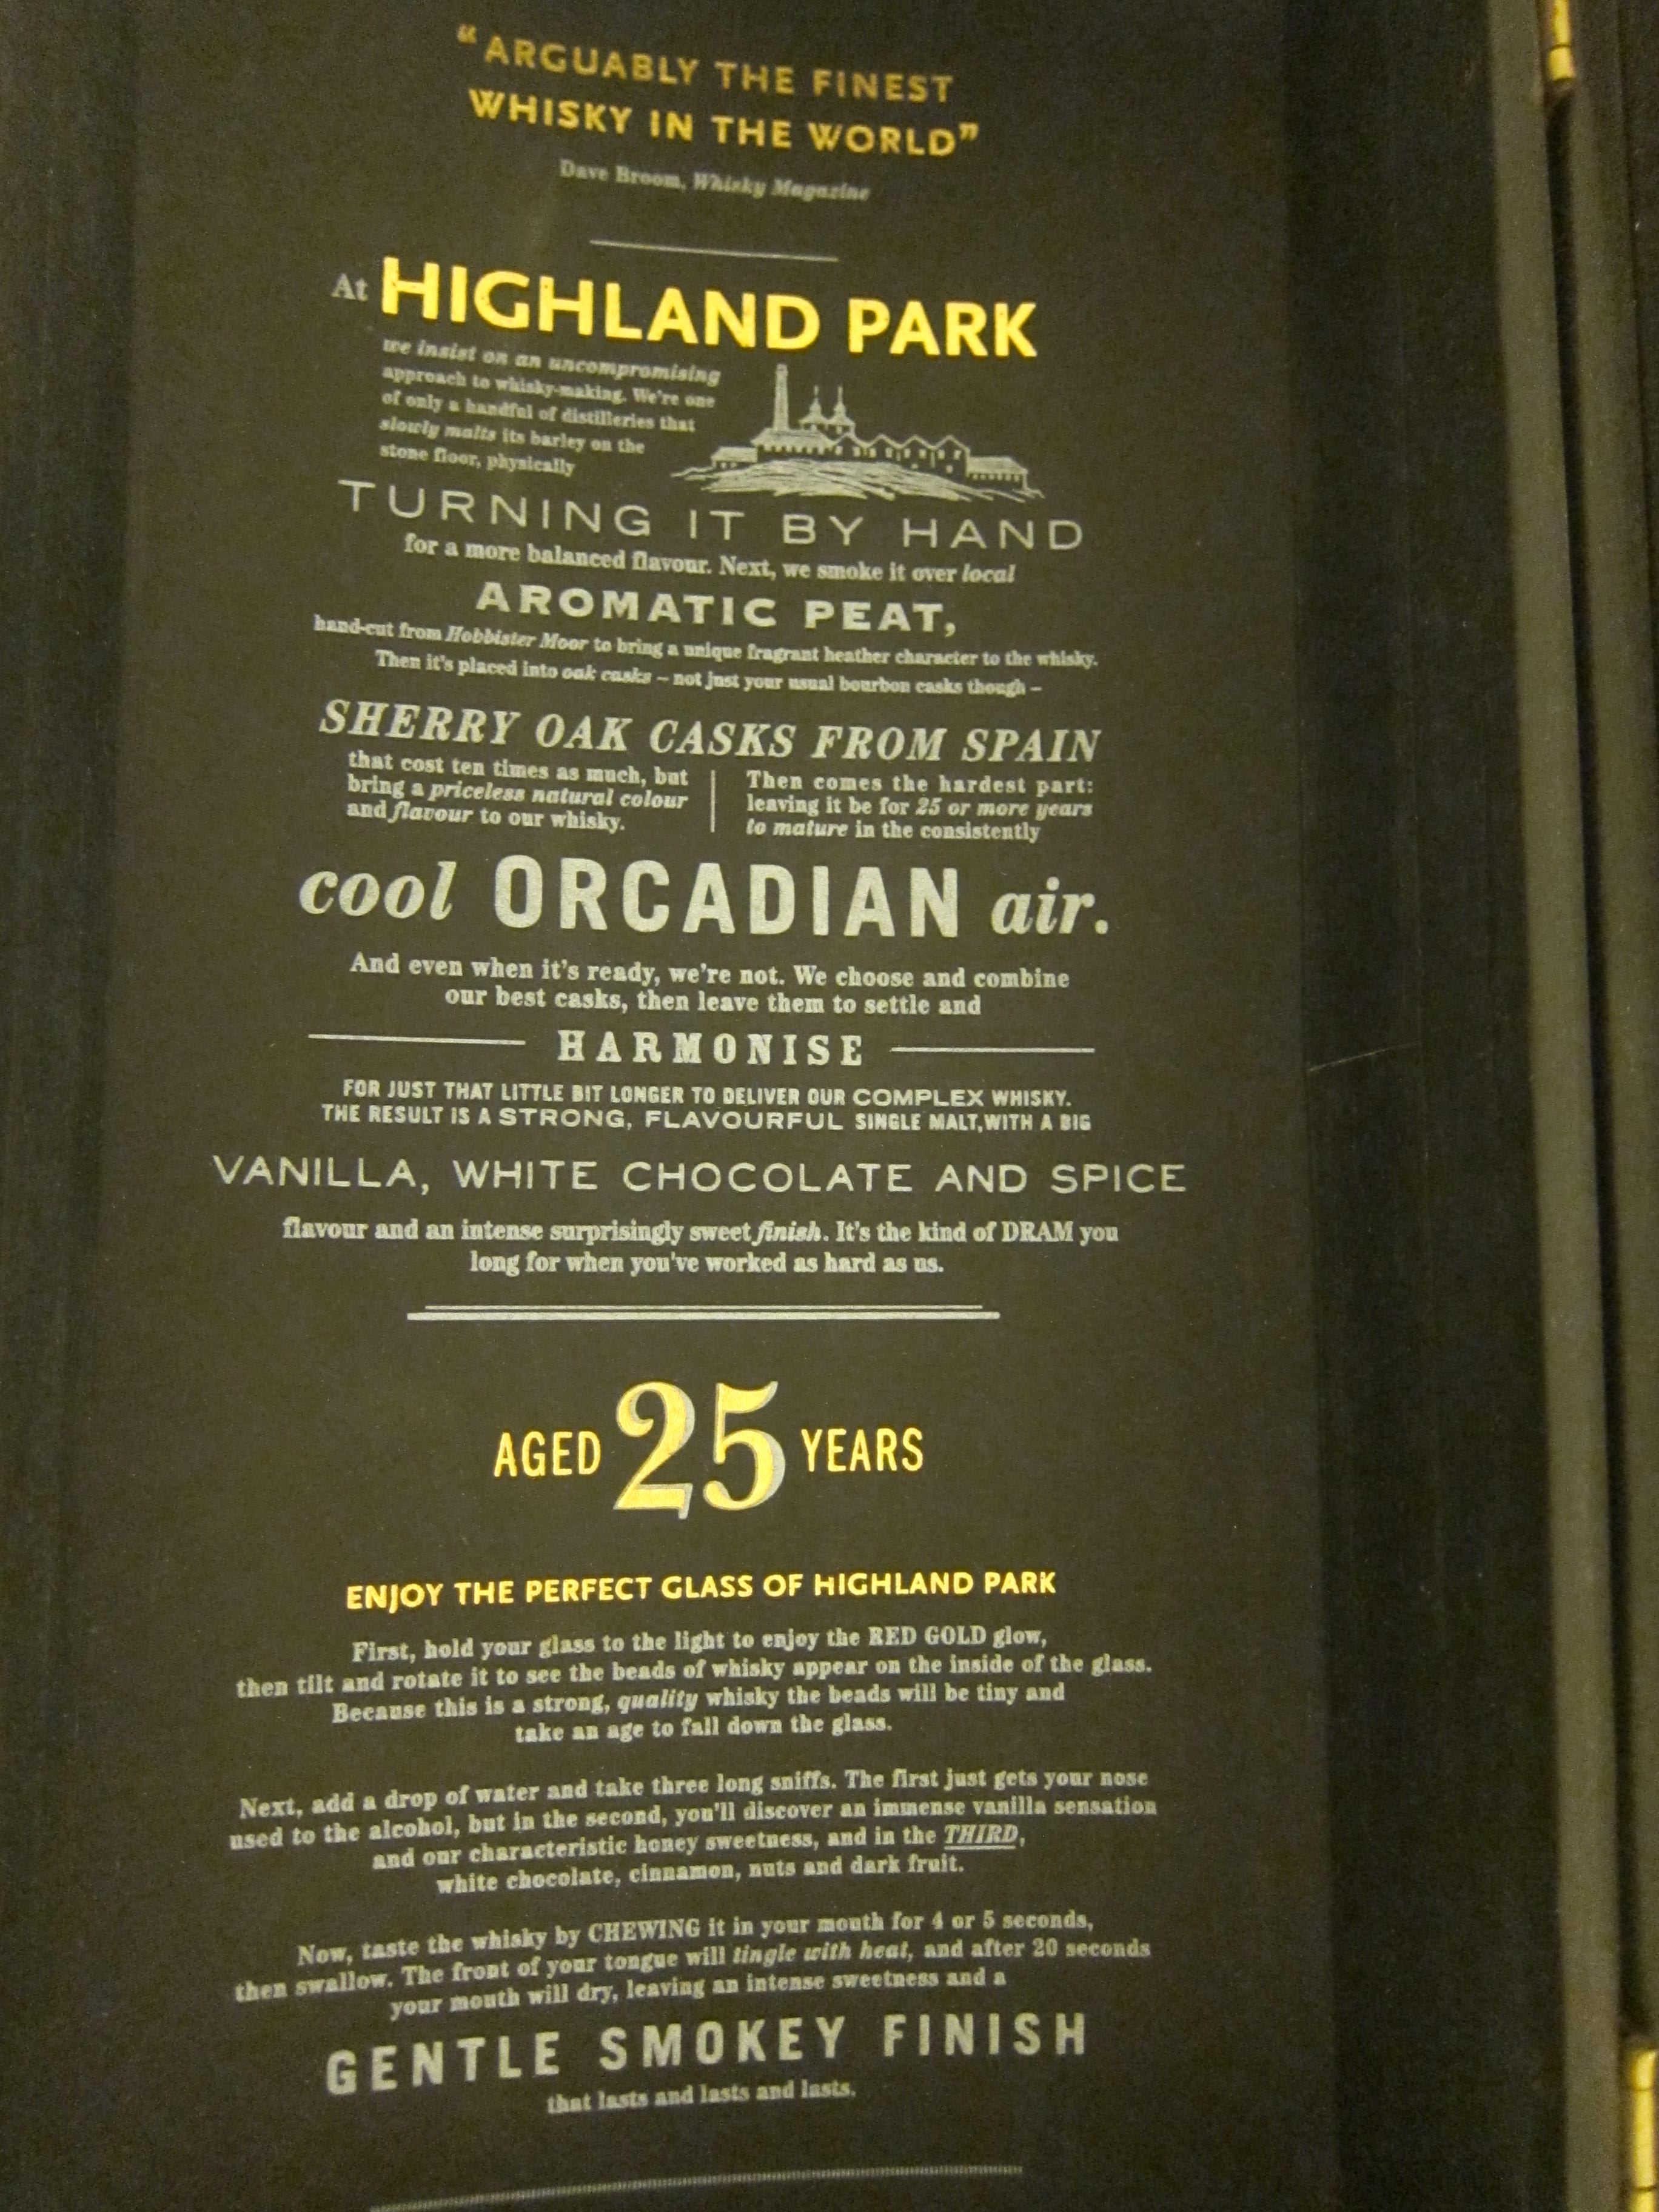 “ARGUABLY THE FINEST
WHISKY IN THE WORLD”
Dave Broom, Whisky Magazine
At HIGHLAND PARK
we insist on an uncompromising
approach to whisky-making. We're one
of only a handful of distilleries that
slowly malts its barley on the
stone floor, physically
TURNING IT BY HAND
for a more balanced flavour. Next, we smoke it over local
AROMATIC PEAT,
hand-cut from Hobbister Moor to bring a unique fragrant heather character to the whisky.
Then it's placed into oak casks – not just your usual bourbon casks though –
SHERRY OAK CASKS FROM SPAIN
that cost ten times as much, but
bring a priceless natural colour
and flavour to our whisky.
Then comes the hardest part:
leaving it be for 25 or more years
to mature in the consistently
cool ORCADIAN air.
And even when it's ready, we're not. We choose and combine
our best casks, then leave them to settle and
HARMONISE
FOR JUST THAT LITTLE BIT LONGER TO DELIVER OUR COMPLEX WHISKY.
THE RESULT IS A STRONG, FLAVOURFUL SINGLE MALT, WITH A BIG
VANILLA, WHITE CHOCOLATE AND SPICE
flavour and an intense surprisingly sweet finish. It's the kind of DRAM you
long for when you've worked as hard as us.
AGED 25 YEARS
ENJOY THE PERFECT GLASS OF HIGHLAND PARK
First, hold your glass to the light to enjoy the RED GOLD glow,
then tilt and rotate it to see the beads of whisky appear on the inside of the glass.
Because this is a strong, quality whisky the beads will be tiny and
take an age to fall down the glass.
Next, add a drop of water and take three long sniffs. The first just gets your nose
used to the alcohol, but in the second, you'll discover an immense vanilla sensation
and our characteristic honey sweetness, and in the THIRD,
white chocolate, cinnamon, nuts and dark fruit.
Now, taste the whisky by CHEWING it in your mouth for 4 or 5 seconds,
then swallow. The front of your tongue will tingle with heat, and after 20 seconds
your mouth will dry, leaving an intense sweetness and a
GENTLE SMOKEY FINISH
that lasts and lasts and lasts.